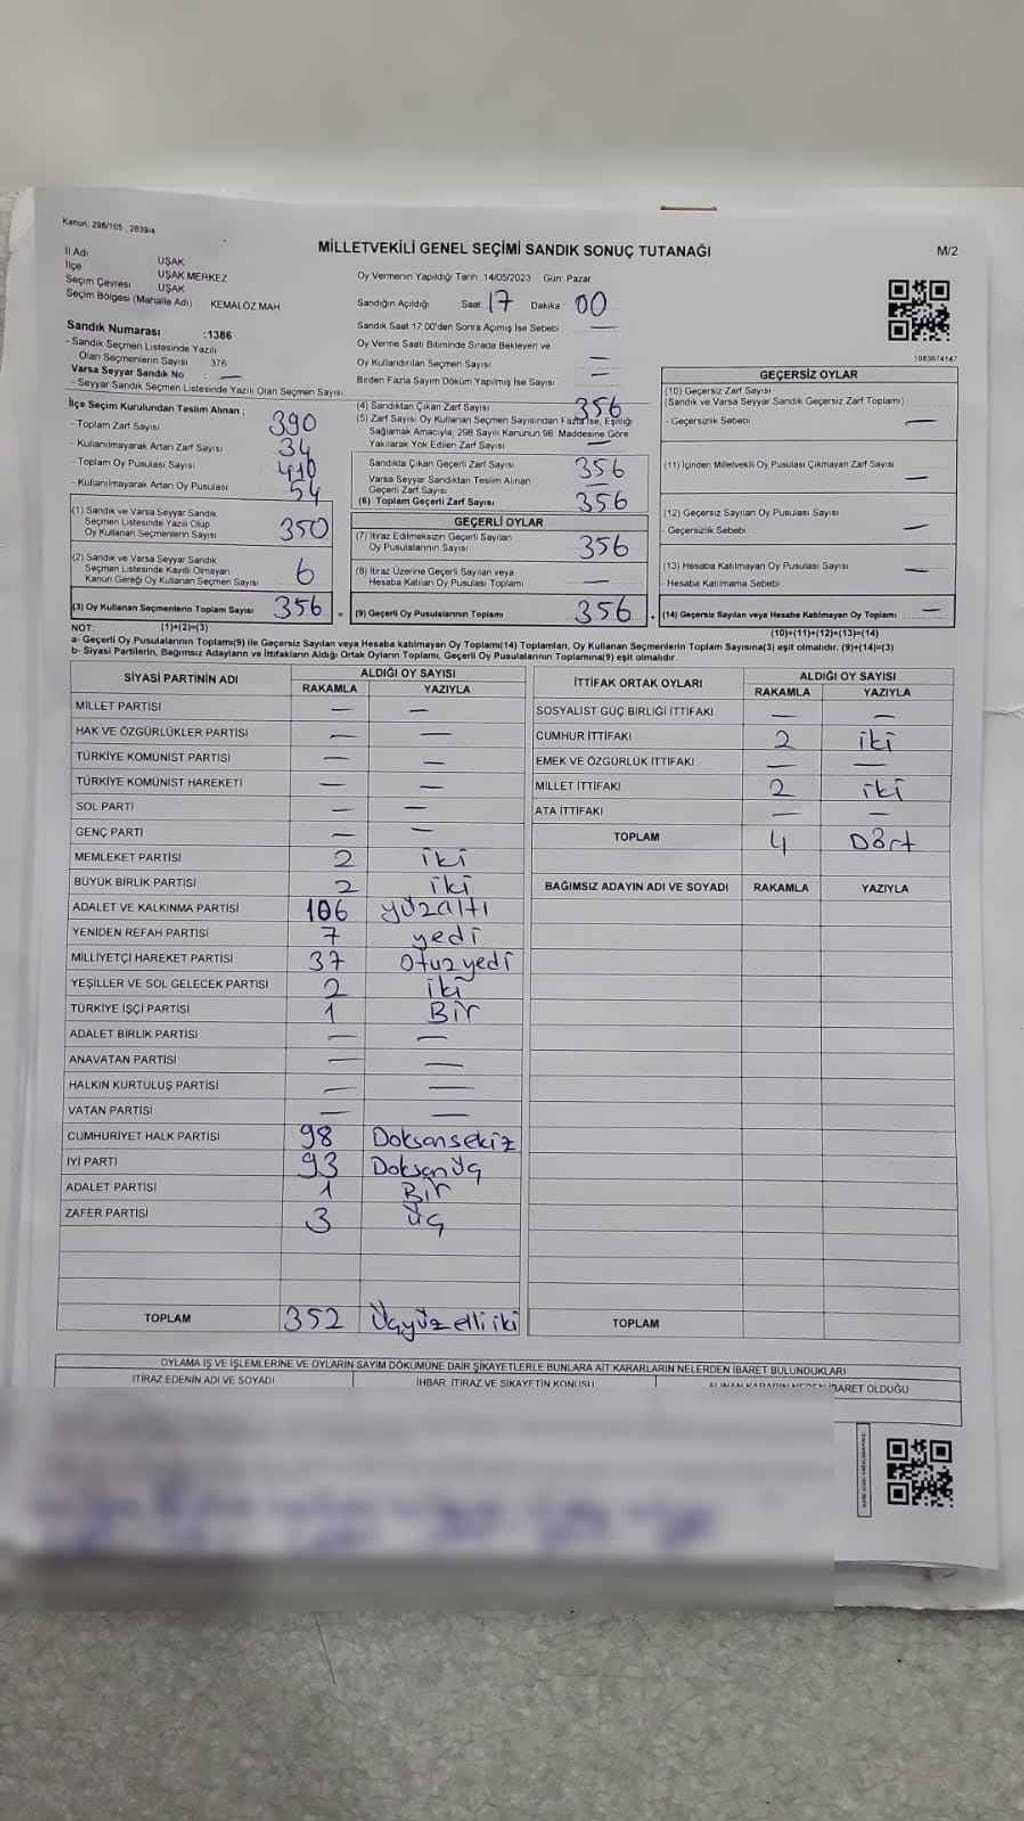 Kanun: 298/105 , 2839/4
MİLLETVEKİLİ GENEL SEÇİMİ SANDIK SONUÇ TUTANAĞI
M/2
İl Adı UŞAK
İlçe UŞAK MERKEZ
Seçim Çevresi UŞAK
Seçim Bölgesi (Mahalle Adı) KEMALÖZ MAH
Sandık Numarası :1386
- Sandık Seçmen Listesinde Yazılı
Olan Seçmenlerin Sayısı 376
Varsa Seyyar Sandık No : —
- Seyyar Sandık Seçmen Listesinde Yazılı Olan Seçmen Sayısı
Oy Vermenin Yapıldığı Tarih: 14/05/2023 Gün: Pazar
Sandığın Açıldığı Saat: 17 Dakika 00
Sandık Saat 17:00'den Sonra Açılmış İse Sebebi —
Oy Verme Saati Bitiminde Sırada Bekleyen ve
Oy Kullandırılan Seçmen Sayısı —
Birden Fazla Sayım Döküm Yapılmış İse Sayısı —
1083674147
İlçe Seçim Kurulundan Teslim Alınan ;
- Toplam Zarf Sayısı 390
- Kullanılmayarak Artan Zarf Sayısı 34
- Toplam Oy Pusulası Sayısı 410
- Kullanılmayarak Artan Oy Pusulası 54
(1) Sandık ve Varsa Seyyar Sandık
Seçmen Listesinde Yazılı Olup
Oy Kullanan Seçmenlerin Sayısı 350
(2) Sandık ve Varsa Seyyar Sandık
Seçmen Listesinde Kayıtlı Olmayan
Kanun Gereği Oy Kullanan Seçmen Sayısı 6
(3) Oy Kullanan Seçmenlerin Toplam Sayısı 356
(4) Sandıktan Çıkan Zarf Sayısı 356
(5) Zarf Sayısı Oy Kullanan Seçmen Sayısından Fazla İse, Eşitliği
Sağlamak Amacıyla, 298 Sayılı Kanunun 98. Maddesine Göre
Yakılarak Yok Edilen Zarf Sayısı —
Sandıkta Çıkan Geçerli Zarf Sayısı 356
Varsa Seyyar Sandıktan Teslim Alınan
Geçerli Zarf Sayısı —
(6) Toplam Geçerli Zarf Sayısı 356
GEÇERLİ OYLAR
(7) İtiraz Edilmeksizin Geçerli Sayılan
Oy Pusulalarının Sayısı 356
(8) İtiraz Üzerine Geçerli Sayılan veya
Hesaba Katılan Oy Pusulası Toplamı —
(9) Geçerli Oy Pusulalarının Toplamı 356
GEÇERSİZ OYLAR
(10) Geçersiz Zarf Sayısı
(Sandık ve Varsa Seyyar Sandık Geçersiz Zarf Toplamı) :
- Geçersizlik Sebebi —
(11) İçinden Milletvekili Oy Pusulası Çıkmayan Zarf Sayısı —
(12) Geçersiz Sayılan Oy Pusulası Sayısı
Geçersizlik Sebebi —
(13) Hesaba Katılmayan Oy Pusulası Sayısı —
Hesaba Katılmama Sebebi
(14) Geçersiz Sayılan veya Hesaba Katılmayan Oy Toplamı —
NOT: (1)+(2)=(3) (10)+(11)+(12)+(13)=(14)
a- Geçerli Oy Pusulalarının Toplamı(9) ile Geçersiz Sayılan veya Hesaba katılmayan Oy Toplamı(14) Toplamları, Oy Kullanan Seçmenlerin Toplam Sayısına(3) eşit olmalıdır. (9)+(14)=(3)
b- Siyasi Partilerin, Bağımsız Adayların ve İttifakların Aldığı Ortak Oyların Toplamı, Geçerli Oy Pusulalarının Toplamına(9) eşit olmalıdır.
SİYASİ PARTİNİN ADI ALDIĞI OY SAYISI
RAKAMLA YAZIYLA
MİLLET PARTİSİ — —
HAK VE ÖZGÜRLÜKLER PARTİSİ — —
TÜRKİYE KOMÜNİST PARTİSİ — —
TÜRKİYE KOMÜNİST HAREKETİ — —
SOL PARTİ — —
GENÇ PARTİ — —
MEMLEKET PARTİSİ 2 iki
BÜYÜK BİRLİK PARTİSİ 2 iki
ADALET VE KALKINMA PARTİSİ 106 yüzaltı
YENİDEN REFAH PARTİSİ 7 yedi
MİLLİYETÇİ HAREKET PARTİSİ 37 Otuzyedi
YEŞİLLER VE SOL GELECEK PARTİSİ 2 iki
TÜRKİYE İŞÇİ PARTİSİ 1 Bir
ADALET BİRLİK PARTİSİ — —
ANAVATAN PARTİSİ — —
HALKIN KURTULUŞ PARTİSİ — —
VATAN PARTİSİ — —
CUMHURİYET HALK PARTİSİ 98 Doksansekiz
İYİ PARTİ 93 Doksanüç
ADALET PARTİSİ 1 Bir
ZAFER PARTİSİ 3 üç
TOPLAM 352 Üçyüzelliiki
İTTİFAK ORTAK OYLARI ALDIĞI OY SAYISI
RAKAMLA YAZIYLA
SOSYALİST GÜÇ BİRLİĞİ İTTİFAKI — —
CUMHUR İTTİFAKI 2 iki
EMEK VE ÖZGÜRLÜK İTTİFAKI — —
MİLLET İTTİFAKI 2 iki
ATA İTTİFAKI — —
TOPLAM 4 Dört
BAĞIMSIZ ADAYIN ADI VE SOYADI RAKAMLA YAZIYLA
TOPLAM
OYLAMA İŞ VE İŞLEMLERİNE VE OYLARIN SAYIM DÖKÜMÜNE DAİR ŞİKAYETLERLE BUNLARA AİT KARARLARIN NELERDEN İBARET BULUNDUKLARI
İTİRAZ EDENİN ADI VE SOYADI İHBAR, İTİRAZ VE ŞİKAYETİN KONUSU ALINAN KARARIN NEDEN İBARET OLDUĞU